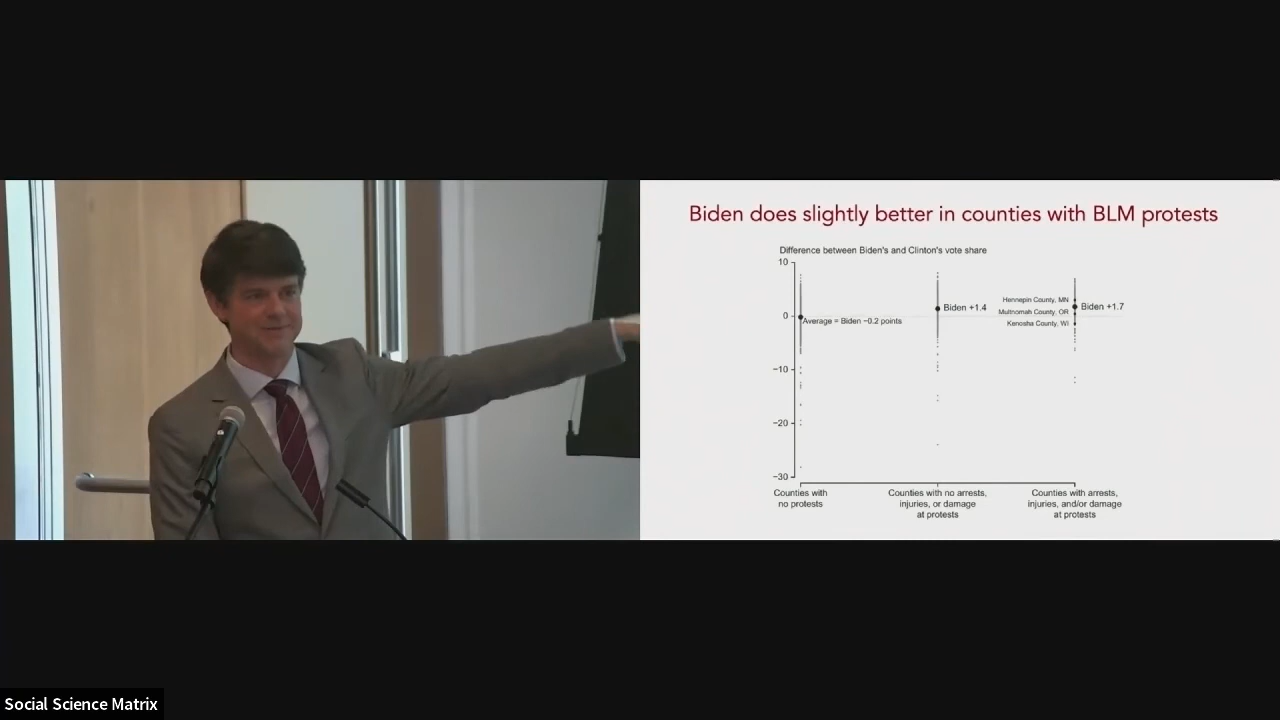 Biden does slightly better in counties with BLM protests
Difference between Biden's and Clinton's vote share
10
0
−10
−20
−30
Average = Biden −0.2 points
Biden +1.4
Hennepin County, MN
Multnomah County, OR
Kenosha County, WI
Biden +1.7
Counties with
no protests
Counties with no arrests,
injuries, or damage
at protests
Counties with arrests,
injuries, and/or damage
at protests
Social Science Matrix